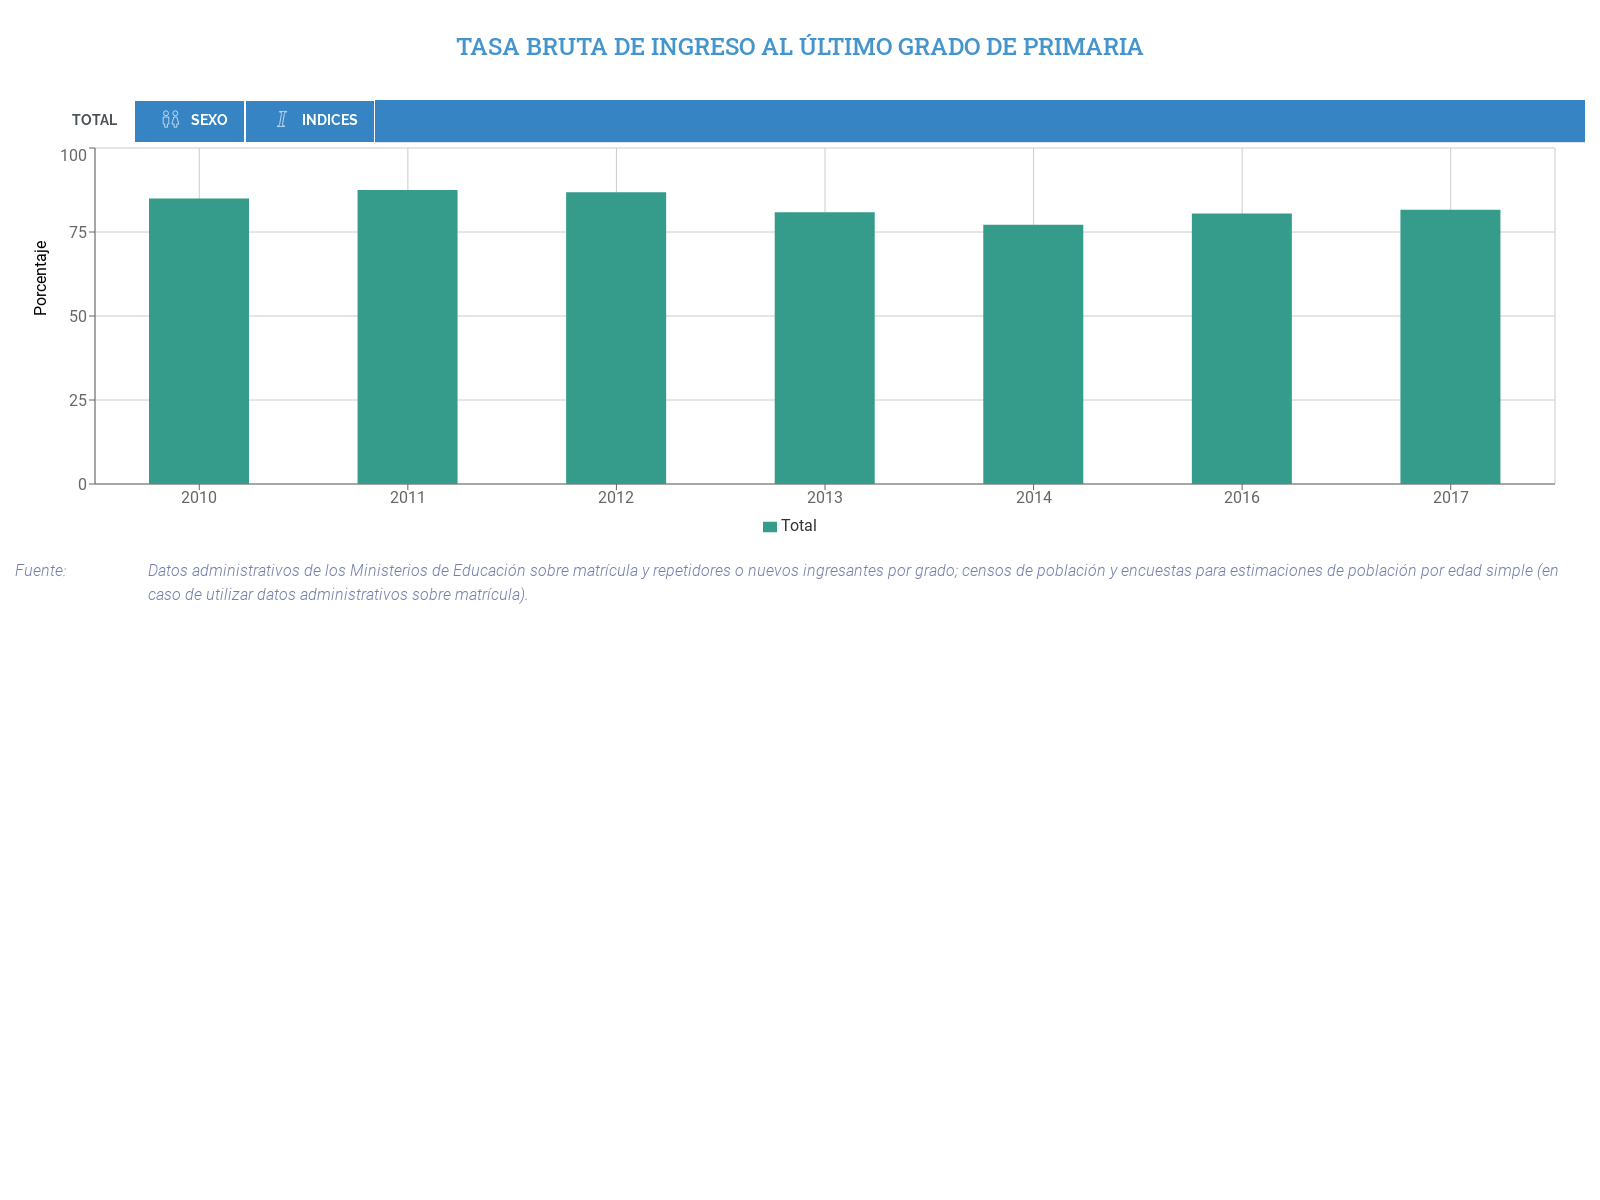 TASA BRUTA DE INGRESO AL ÚLTIMO GRADO DE PRIMARIA
TOTAL SEXO INDICES
100
75
50
25
0
Porcentaje
2010 2011 2012 2013 2014 2016 2017
Total
Fuente: Datos administrativos de los Ministerios de Educación sobre matrícula y repetidores o nuevos ingresantes por grado; censos de población y encuestas para estimaciones de población por edad simple (en
caso de utilizar datos administrativos sobre matrícula).